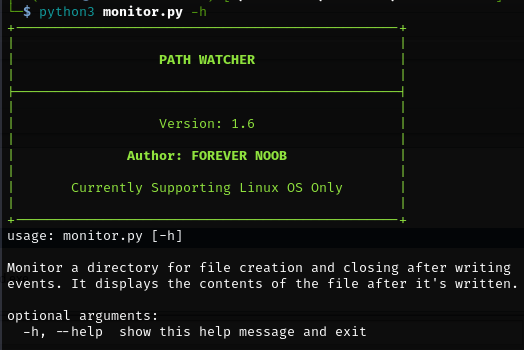 └─$ python3 monitor.py -h
PATH WATCHER
Version: 1.6
Author: FOREVER NOOB
Currently Supporting Linux OS Only
usage: monitor.py [-h]
Monitor a directory for file creation and closing after writing
events. It displays the contents of the file after it's written.
optional arguments:
-h, --help  show this help message and exit